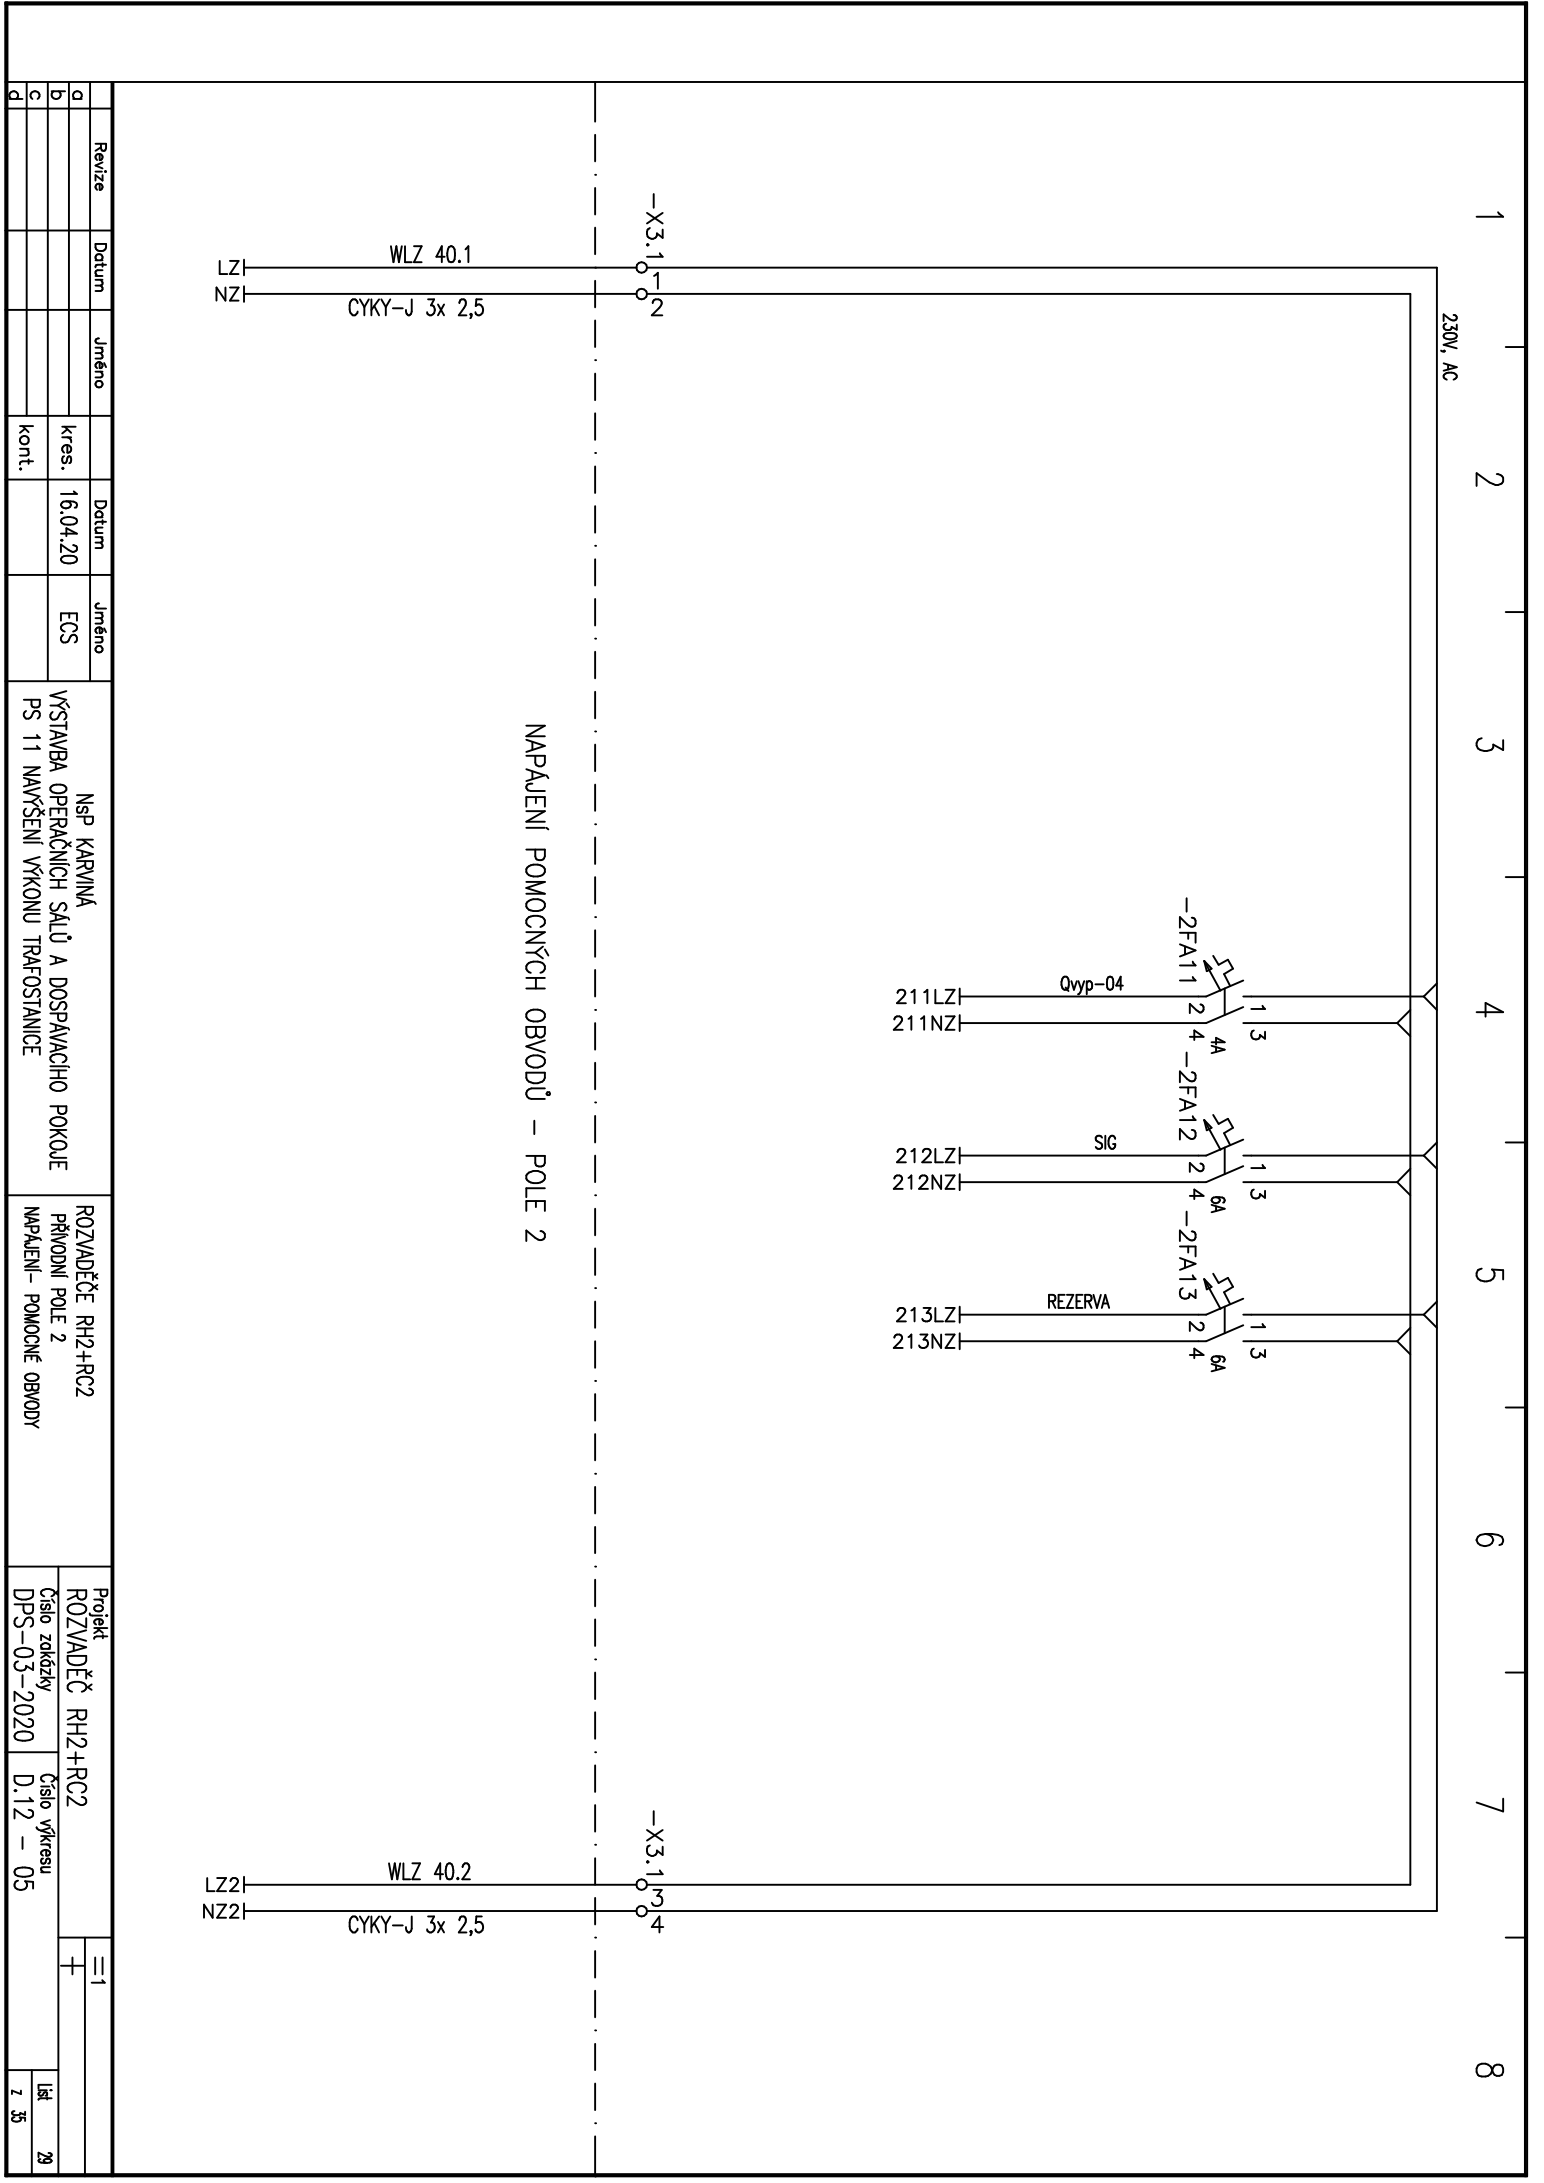 1
2
3
4
5
6
7
8
230V, AC
-2FA11
1
3
2
4
4A
Qvyp-04
211LZ
211NZ
-2FA12
1
3
2
4
6A
SIG
212LZ
212NZ
-2FA13
1
3
2
4
6A
REZERVA
213LZ
213NZ
-X3.1
1
2
WLZ 40.1
CYKY-J 3x 2,5
LZ
NZ
-X3.1
3
4
WLZ 40.2
CYKY-J 3x 2,5
LZ2
NZ2
NAPÁJENÍ POMOCNÝCH OBVODŮ - POLE 2
Revize
Datum
Jméno
a
b
c
d
Datum
Jméno
kres.
16.04.20
ECS
kont.
NsP KARVINÁ
VÝSTAVBA OPERAČNÍCH SÁLŮ A DOSPÁVACÍHO POKOJE
PS 11 NAVÝŠENÍ VÝKONU TRAFOSTANICE
ROZVADĚČE RH2+RC2
PŘÍVODNÍ POLE 2
NAPÁJENÍ- POMOCNÉ OBVODY
Projekt
ROZVADĚČ RH2+RC2
Číslo zakázky
DPS-03-2020
Číslo výkresu
D.12 - 05
=1
+
List 29
z 35